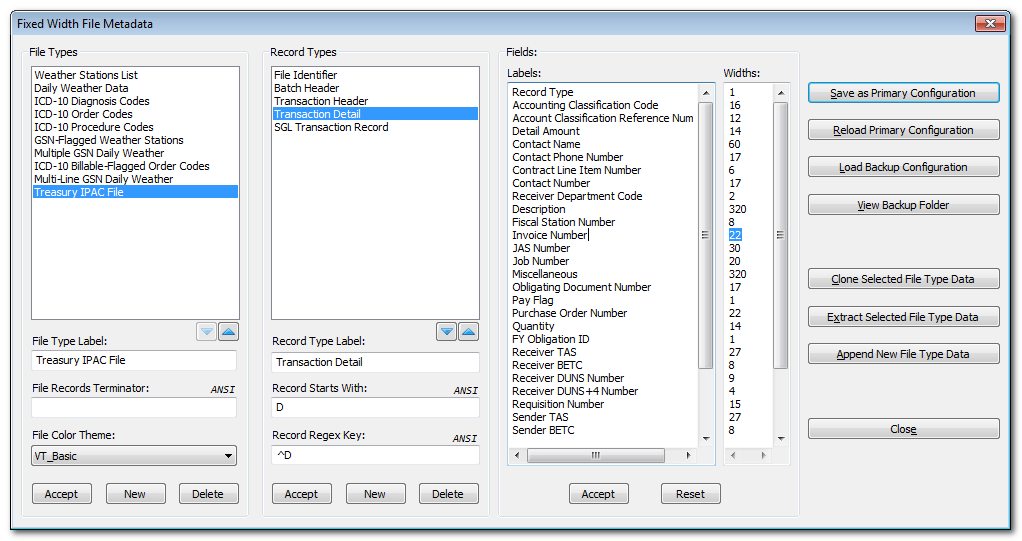 Fixed Width File Metadata
File Types
Weather Stations List
Daily Weather Data
ICD-10 Diagnosis Codes
ICD-10 Order Codes
ICD-10 Procedure Codes
GSN-Flagged Weather Stations
Multiple GSN Daily Weather
ICD-10 Billable-Flagged Order Codes
Multi-Line GSN Daily Weather
Treasury IPAC File
File Type Label:
Treasury IPAC File
File Records Terminator: ANSI
File Color Theme:
VT_Basic
Accept New Delete
Record Types
File Identifier
Batch Header
Transaction Header
Transaction Detail
SGL Transaction Record
Record Type Label:
Transaction Detail
Record Starts With: ANSI
D
Record Regex Key: ANSI
^D
Accept New Delete
Fields:
Labels: Widths:
Record Type 1
Accounting Classification Code 16
Account Classification Reference Num 12
Detail Amount 14
Contact Name 60
Contact Phone Number 17
Contract Line Item Number 6
Contact Number 17
Receiver Department Code 2
Description 320
Fiscal Station Number 8
Invoice Number 22
JAS Number 30
Job Number 20
Miscellaneous 320
Obligating Document Number 17
Pay Flag 1
Purchase Order Number 22
Quantity 14
FY Obligation ID 1
Receiver TAS 27
Receiver BETC 8
Receiver DUNS Number 9
Receiver DUNS+4 Number 4
Requisition Number 15
Sender TAS 27
Sender BETC 8
Accept Reset
Save as Primary Configuration
Reload Primary Configuration
Load Backup Configuration
View Backup Folder
Clone Selected File Type Data
Extract Selected File Type Data
Append New File Type Data
Close